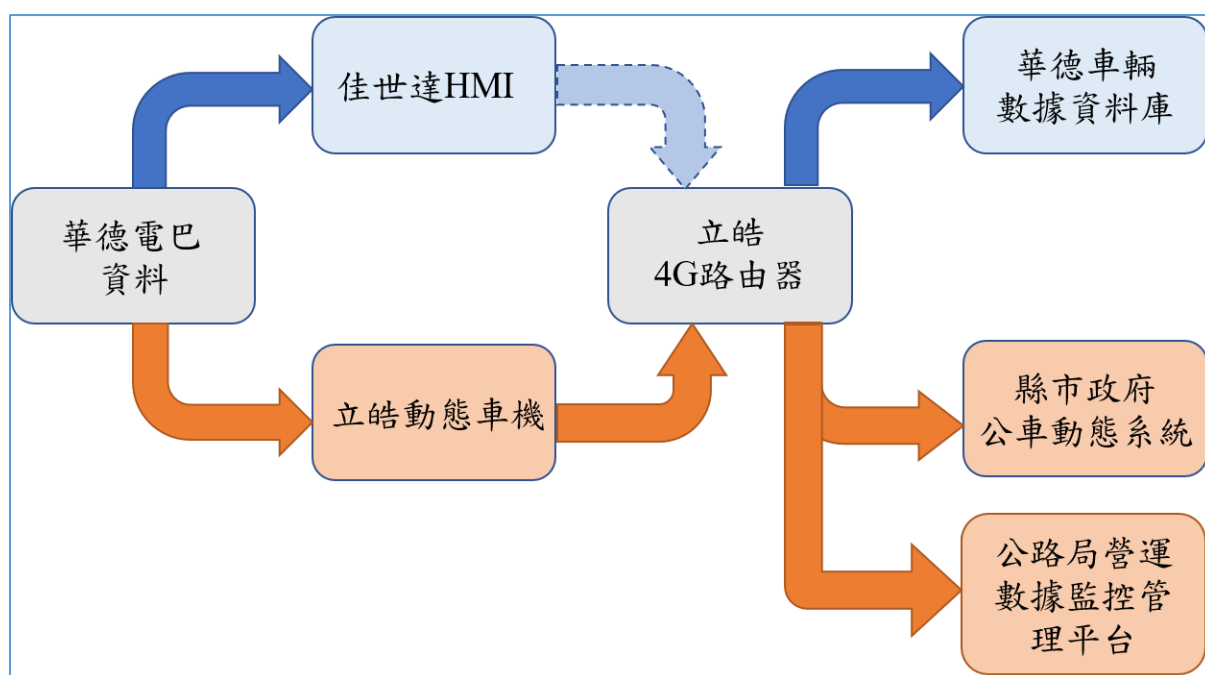 佳世達HMI
華德車輛
數據資料庫
華德電巴
資料
立皓
4G路由器
立皓動態車機
縣市政府
公車動態系統
公路局營運
數據監控管
理平台